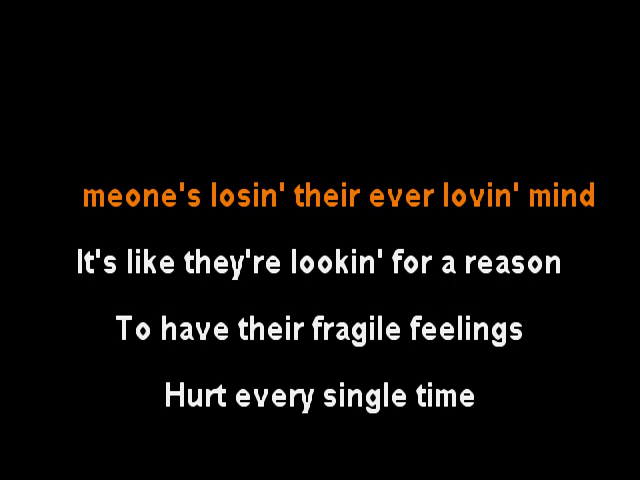 meone's losin' their ever lovin' mind
It's like they're lookin' for a reason
To have their fragile feelings
Hurt every single time